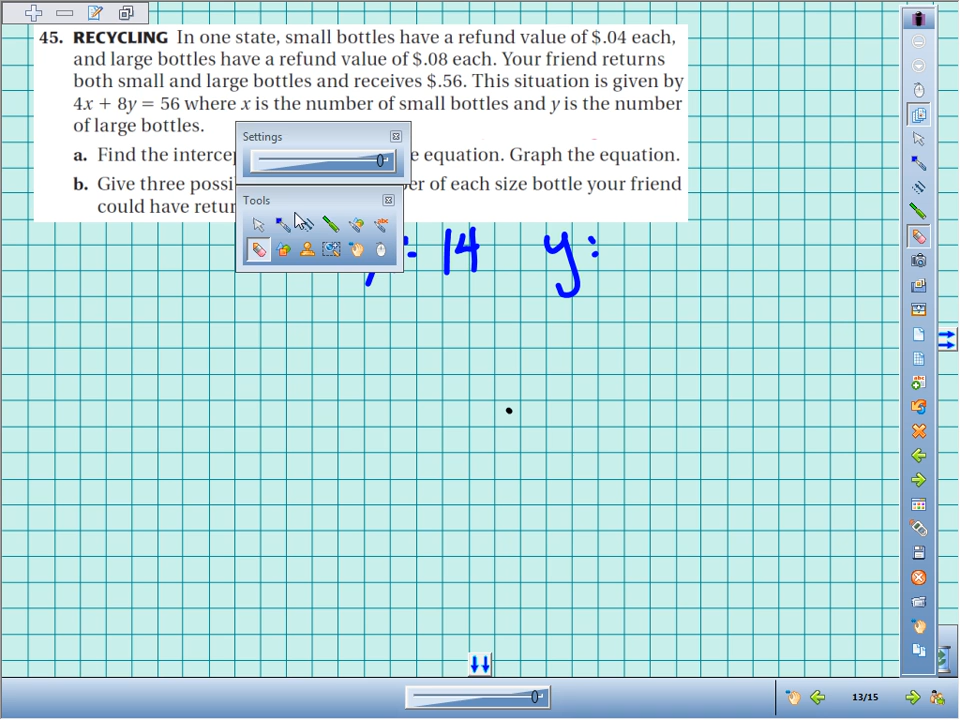 45. RECYCLING In one state, small bottles have a refund value of $.04 each,
and large bottles have a refund value of $.08 each. Your friend returns
both small and large bottles and receives $.56. This situation is given by
4x + 8y = 56 where x is the number of small bottles and y is the number
of large bottles.
Settings
a. Find the e equation. Graph the equation.
b. Give three of each size bottle your friend
could have
Tools
: 14 y:
13/15